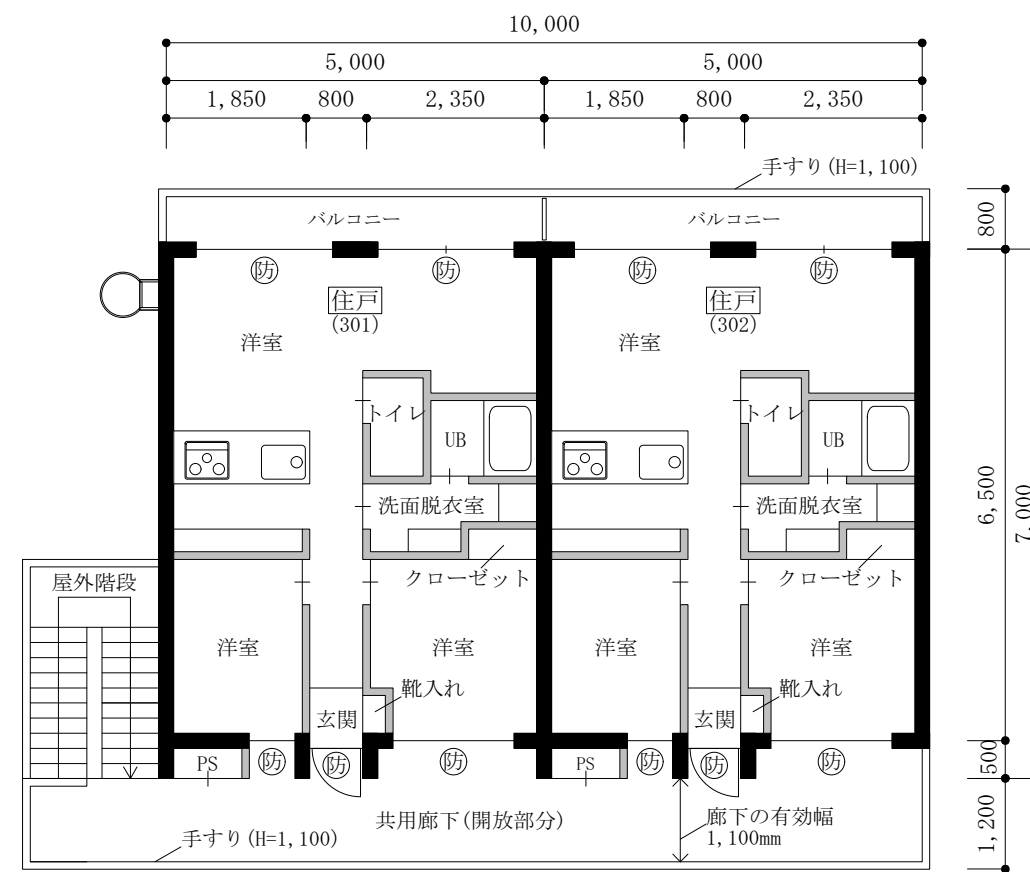 10,000
5,000
5,000
1,850
800
2,350
1,850
800
2,350
手すり(H=1,100)
バルコニー
バルコニー
800
防
防
防
防
住戸
(301)
住戸
(302)
洋室
洋室
トイレ
UB
トイレ
UB
6,500
7,000
洗面脱衣室
洗面脱衣室
屋外階段
クローゼット
クローゼット
洋室
洋室
洋室
洋室
靴入れ
靴入れ
玄関
玄関
PS
防
防
防
PS
防
防
防
500
共用廊下(開放部分)
廊下の有効幅
1,100mm
手すり(H=1,100)
1,200